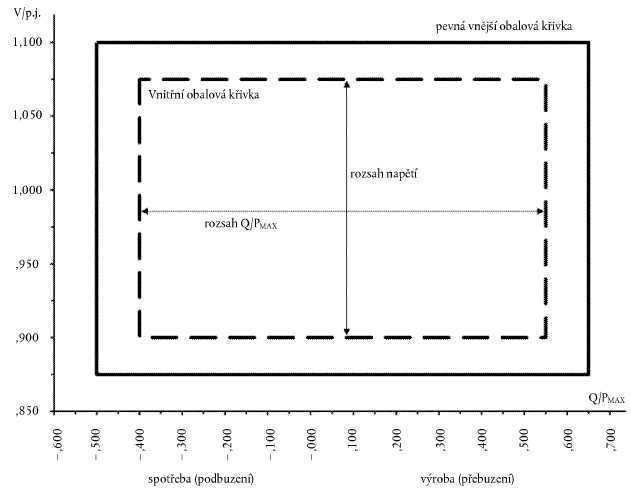 V/p.j.
pevná vnější obalová křivka
1,100
Vnitřní obalová křivka
1,050
rozsah napětí
1,000
rozsah Q/PMAX
,950
,900
Q/PMAX
,850
–,600
–,500
–,400
–,300
–,200
–,100
–,000
,100
,200
,300
,400
,500
,600
,700
spotřeba (podbuzení)
výroba (přebuzení)